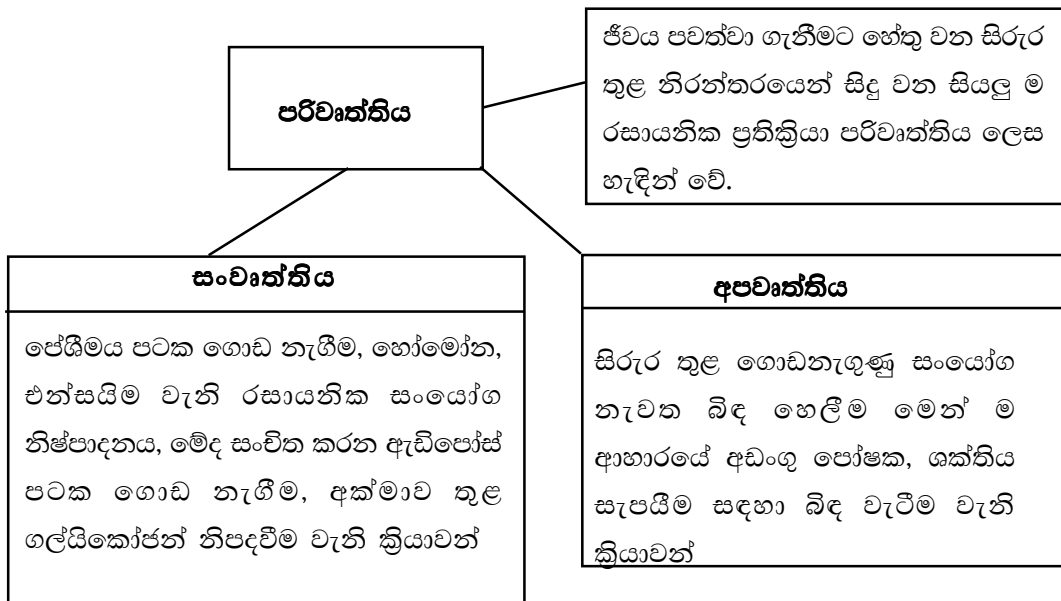 ජීවය පවත්වා ගැනීමට හේතු වන සිරුර
තුළ නිරන්තරයෙන් සිදු වන සියලු ම
රසායනික ප්‍රතික්‍රියා පරිවෘත්තිය ලෙස
හැඳින් වේ.
පරිවෘත්තිය
සංවෘත්තිය
පේශීමය පටක ගොඩ නැගීම, හෝමෝන,
එන්සයිම වැනි රසායනික සංයෝග
නිෂ්පාදනය, මේද සංචිත කරන ඇඩිපෝස්
පටක ගොඩ නැගීම, අක්මාව තුළ
ගල්යිකෝජන් නිපදවීම වැනි ක්‍රියාවන්
අපවෘත්තිය
සිරුර තුළ ගොඩනැගුණු සංයෝග
නැවත බිඳ හෙලීම මෙන් ම
ආහාරයේ අඩංගු පෝෂක, ශක්තිය
සැපයීම සඳහා බිඳ වැටීම වැනි
ක්‍රියාවන්